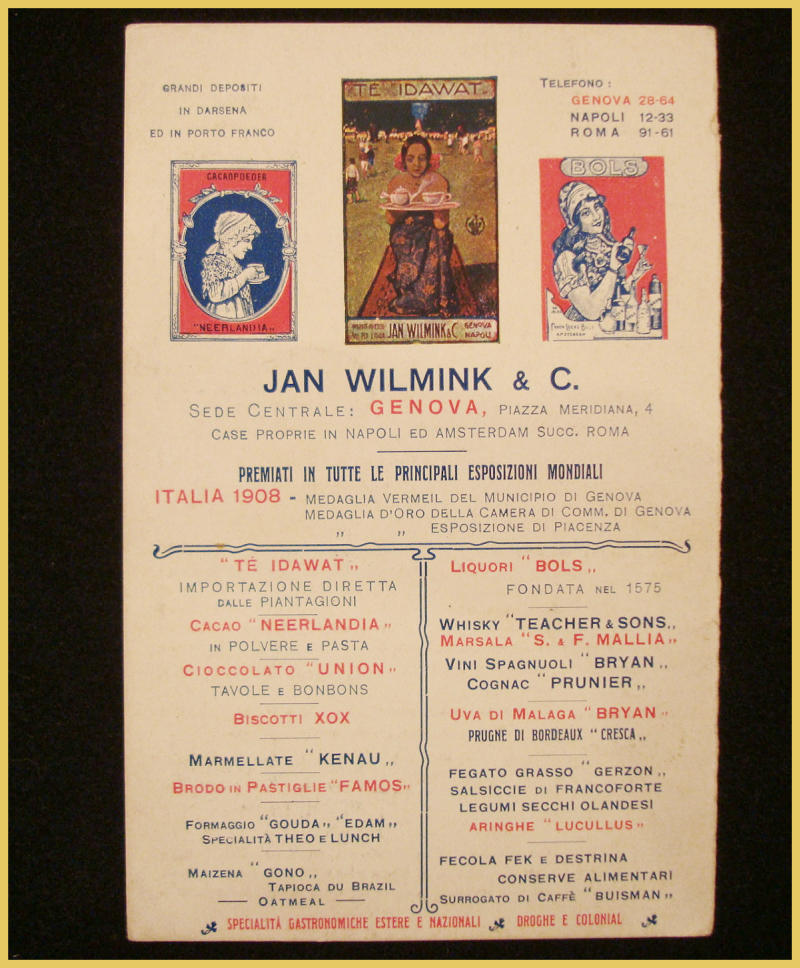 GRANDI DEPOSITI
IN DARSENA
ED IN PORTO FRANCO
CACAOPOEDER
"NEERLANDIA"
TÉ IDAWAT
JAN WILMINK & C.
GENOVA
NAPOLI
TELEFONO :
GENOVA 28-64
NAPOLI 12-33
ROMA 91-61
BOLS
AMSTERDAM
JAN WILMINK & C.
SEDE CENTRALE: GENOVA, PIAZZA MERIDIANA, 4
CASE PROPRIE IN NAPOLI ED AMSTERDAM SUCC. ROMA
PREMIATI IN TUTTE LE PRINCIPALI ESPOSIZIONI MONDIALI
ITALIA 1908 - MEDAGLIA VERMEIL DEL MUNICIPIO DI GENOVA
MEDAGLIA D'ORO DELLA CAMERA DI COMM. DI GENOVA
„ „ ESPOSIZIONE DI PIACENZA
"TÉ IDAWAT„
IMPORTAZIONE DIRETTA
DALLE PIANTAGIONI
CACAO "NEERLANDIA„
IN POLVERE E PASTA
CIOCCOLATO "UNION„
TAVOLE E BONBONS
BISCOTTI XOX
MARMELLATE "KENAU„
BRODO IN PASTIGLIE "FAMOS„
FORMAGGIO "GOUDA„ "EDAM„
SPECIALITÀ THEO E LUNCH
MAIZENA "GONO„
TAPIOCA DU BRAZIL
OATMEAL
LIQUORI "BOLS„
FONDATA NEL 1575
WHISKY "TEACHER & SONS„
MARSALA "S. & F. MALLIA„
VINI SPAGNUOLI "BRYAN„
COGNAC "PRUNIER„
UVA DI MALAGA "BRYAN„
PRUGNE DI BORDEAUX "CRESCA„
FEGATO GRASSO "GERZON„
SALSICCIE DI FRANCOFORTE
LEGUMI SECCHI OLANDESI
ARINGHE "LUCULLUS„
FECOLA FEK E DESTRINA
CONSERVE ALIMENTARI
SURROGATO DI CAFFÈ "BUISMAN„
SPECIALITÀ GASTRONOMICHE ESTERE E NAZIONALI DROGHE E COLONIAL